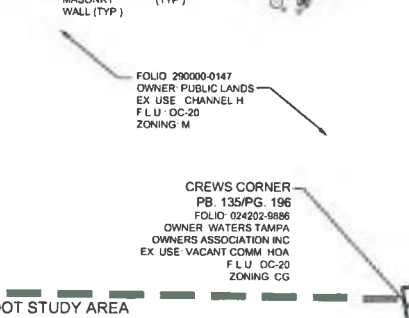 MASONRY (TYP)
WALL (TYP)
FOLIO 290000-0147
OWNER: PUBLIC LANDS
EX USE CHANNEL H
F L U : OC-20
ZONING: M
CREWS CORNER
PB. 135/PG. 196
FOLIO: 024202-9886
OWNER WATERS TAMPA
OWNERS ASSOCIATION INC
EX USE: VACANT COMM HOA
F L U OC-20
ZONING CG
OOT STUDY AREA